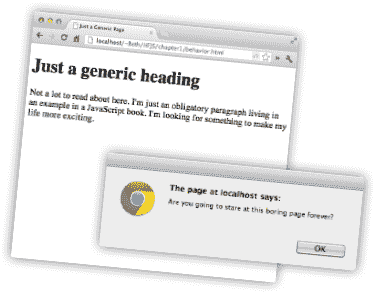 Just a Generic Page
localhost/~Beth/HFJS/chapter1/behavior.html
Just a generic heading
Not a lot to read about here. I'm just an obligatory paragraph living in
an example in a JavaScript book. I'm looking for something to make my
life more exciting.
The page at localhost says:
Are you going to stare at this boring page forever?
OK